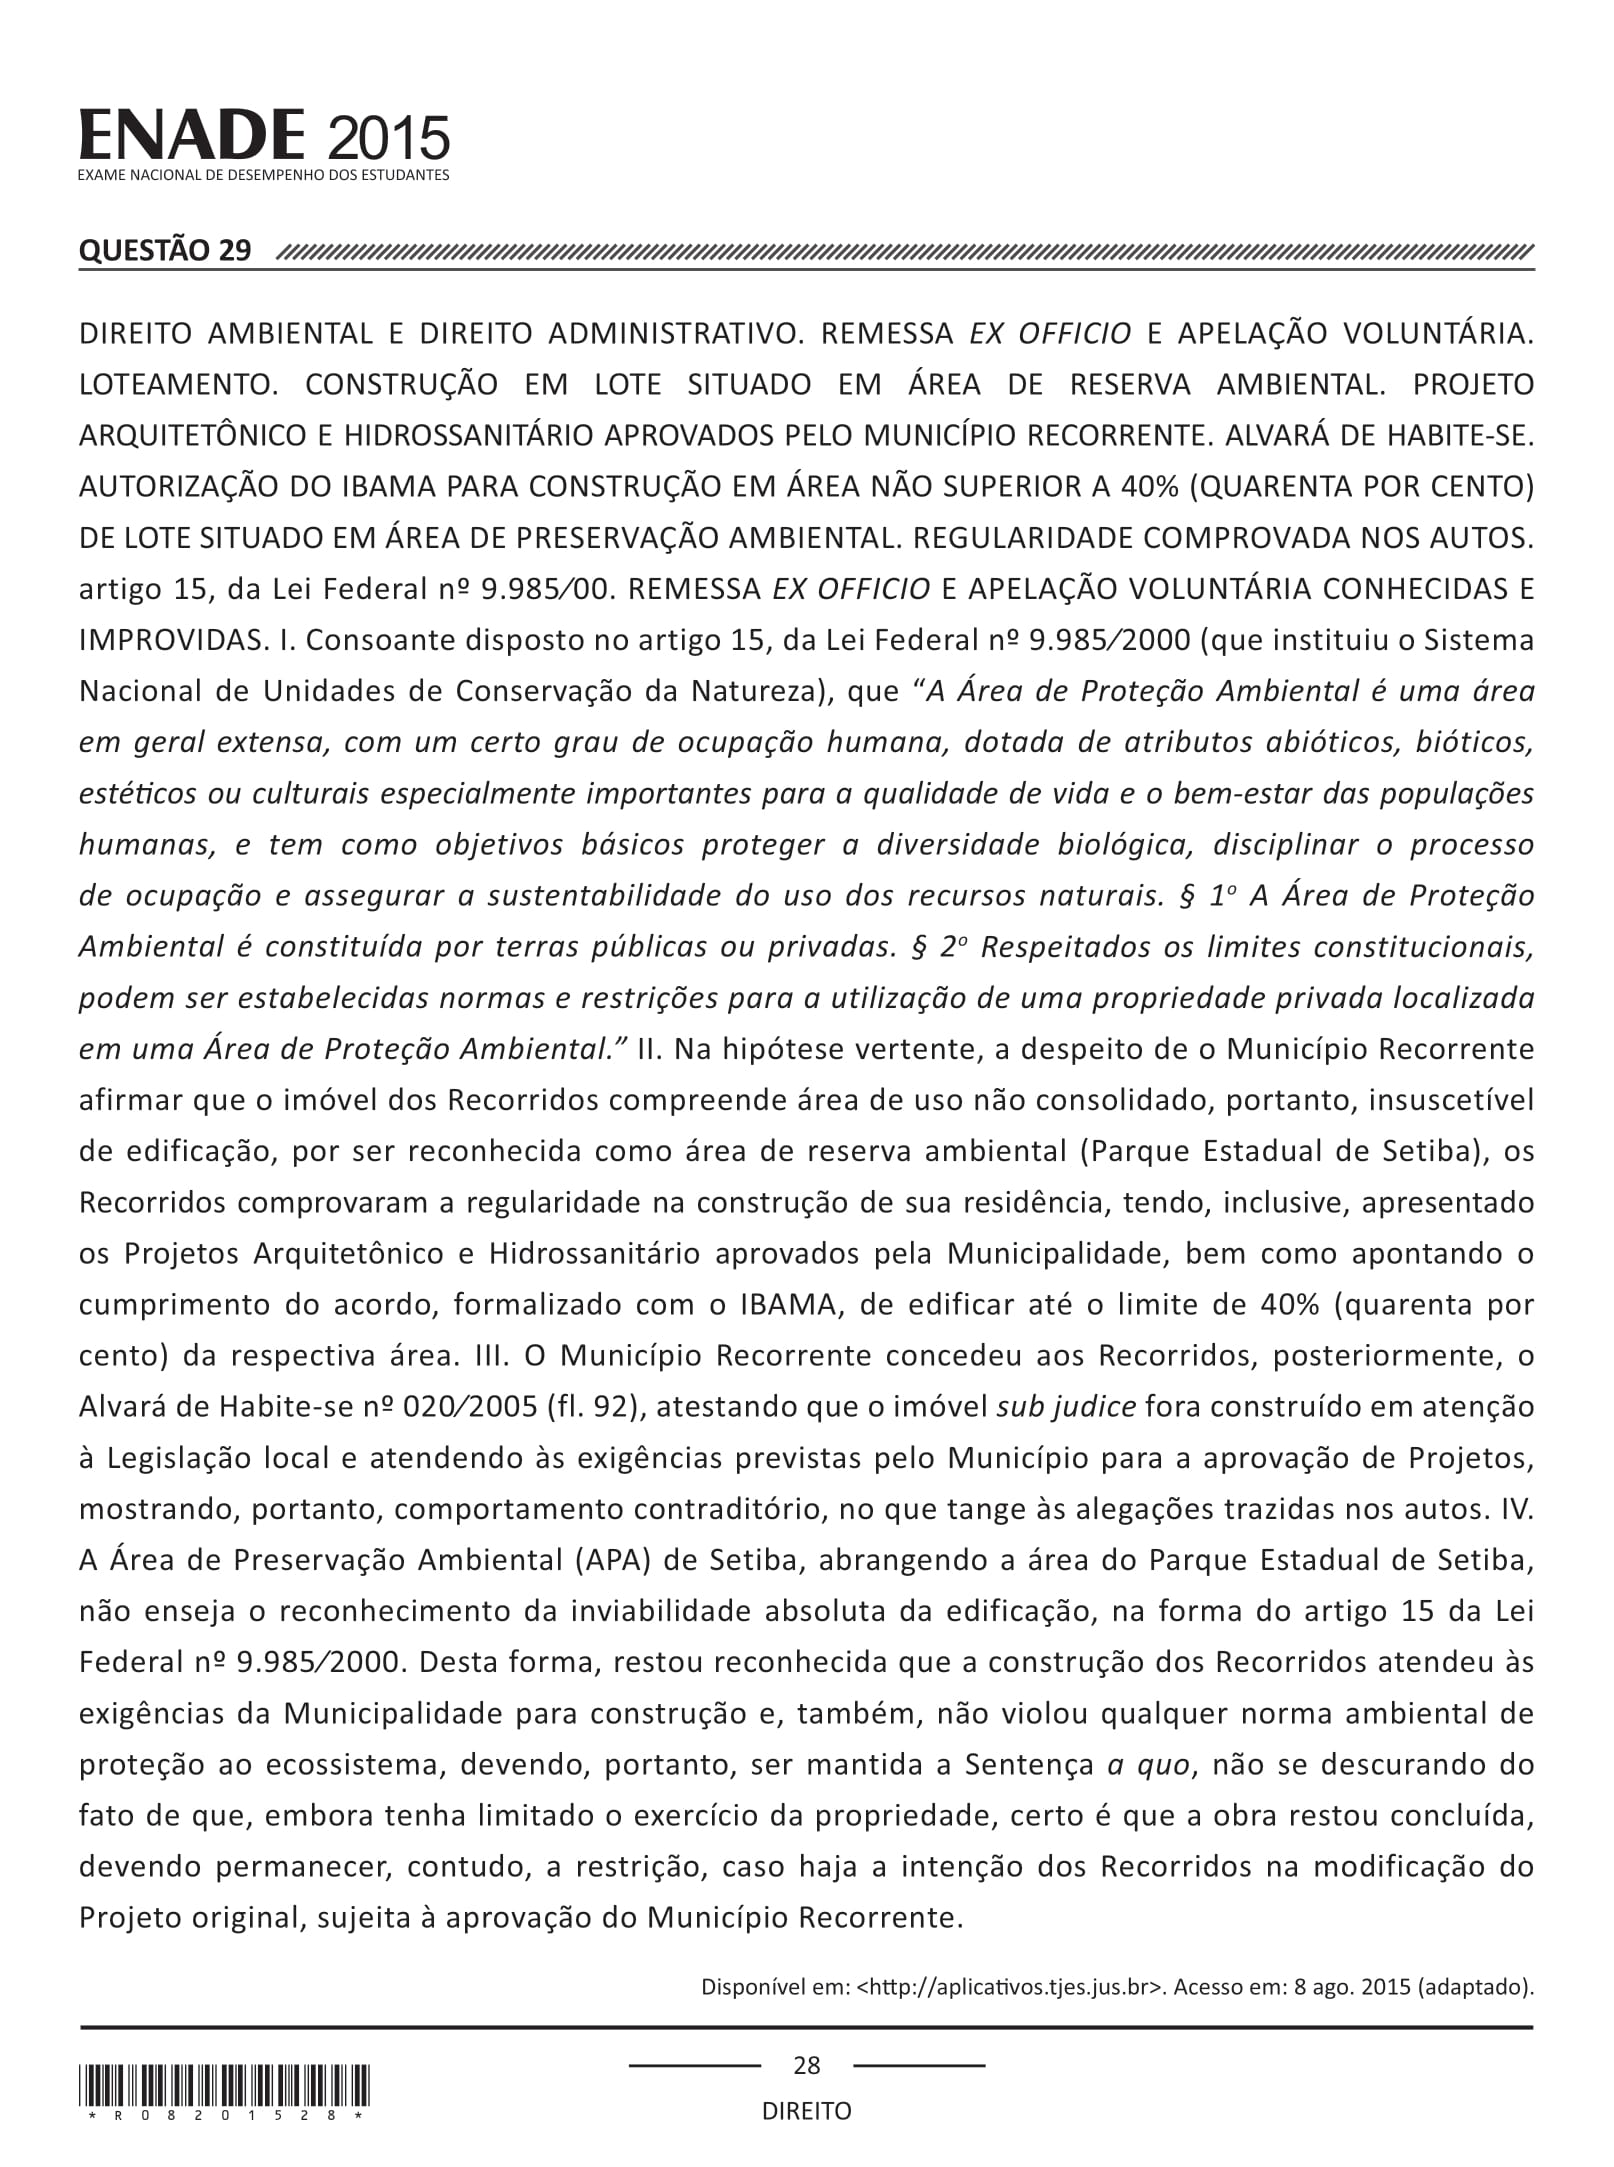 ENADE 2015
EXAME NACIONAL DE DESEMPENHO DOS ESTUDANTES
QUESTÃO 29
DIREITO AMBIENTAL E DIREITO ADMINISTRATIVO. REMESSA EX OFFICIO E APELAÇÃO VOLUNTÁRIA.
LOTEAMENTO. CONSTRUÇÃO EM LOTE SITUADO EM ÁREA DE RESERVA AMBIENTAL. PROJETO
ARQUITETÔNICO E HIDROSSANITÁRIO APROVADOS PELO MUNICÍPIO RECORRENTE. ALVARÁ DE HABITE-SE.
AUTORIZAÇÃO DO IBAMA PARA CONSTRUÇÃO EM ÁREA NÃO SUPERIOR A 40% (QUARENTA POR CENTO)
DE LOTE SITUADO EM ÁREA DE PRESERVAÇÃO AMBIENTAL. REGULARIDADE COMPROVADA NOS AUTOS.
artigo 15, da Lei Federal nº 9.985/00. REMESSA EX OFFICIO E APELAÇÃO VOLUNTÁRIA CONHECIDAS E
IMPROVIDAS. I. Consoante disposto no artigo 15, da Lei Federal nº 9.985/2000 (que instituiu o Sistema
Nacional de Unidades de Conservação da Natureza), que “A Área de Proteção Ambiental é uma área
em geral extensa, com um certo grau de ocupação humana, dotada de atributos abióticos, bióticos,
estéticos ou culturais especialmente importantes para a qualidade de vida e o bem-estar das populações
humanas, e tem como objetivos básicos proteger a diversidade biológica, disciplinar o processo
de ocupação e assegurar a sustentabilidade do uso dos recursos naturais. § 1º A Área de Proteção
Ambiental é constituída por terras públicas ou privadas. § 2º Respeitados os limites constitucionais,
podem ser estabelecidas normas e restrições para a utilização de uma propriedade privada localizada
em uma Área de Proteção Ambiental.” II. Na hipótese vertente, a despeito de o Município Recorrente
afirmar que o imóvel dos Recorridos compreende área de uso não consolidado, portanto, insuscetível
de edificação, por ser reconhecida como área de reserva ambiental (Parque Estadual de Setiba), os
Recorridos comprovaram a regularidade na construção de sua residência, tendo, inclusive, apresentado
os Projetos Arquitetônico e Hidrossanitário aprovados pela Municipalidade, bem como apontando o
cumprimento do acordo, formalizado com o IBAMA, de edificar até o limite de 40% (quarenta por
cento) da respectiva área. III. O Município Recorrente concedeu aos Recorridos, posteriormente, o
Alvará de Habite-se nº 020/2005 (fl. 92), atestando que o imóvel sub judice fora construído em atenção
à Legislação local e atendendo às exigências previstas pelo Município para a aprovação de Projetos,
mostrando, portanto, comportamento contraditório, no que tange às alegações trazidas nos autos. IV.
A Área de Preservação Ambiental (APA) de Setiba, abrangendo a área do Parque Estadual de Setiba,
não enseja o reconhecimento da inviabilidade absoluta da edificação, na forma do artigo 15 da Lei
Federal nº 9.985/2000. Desta forma, restou reconhecida que a construção dos Recorridos atendeu às
exigências da Municipalidade para construção e, também, não violou qualquer norma ambiental de
proteção ao ecossistema, devendo, portanto, ser mantida a Sentença a quo, não se descurando do
fato de que, embora tenha limitado o exercício da propriedade, certo é que a obra restou concluída,
devendo permanecer, contudo, a restrição, caso haja a intenção dos Recorridos na modificação do
Projeto original, sujeita à aprovação do Município Recorrente.
Disponível em: <http://aplicativos.tjes.jus.br>. Acesso em: 8 ago. 2015 (adaptado).
28
DIREITO
*R08201528*